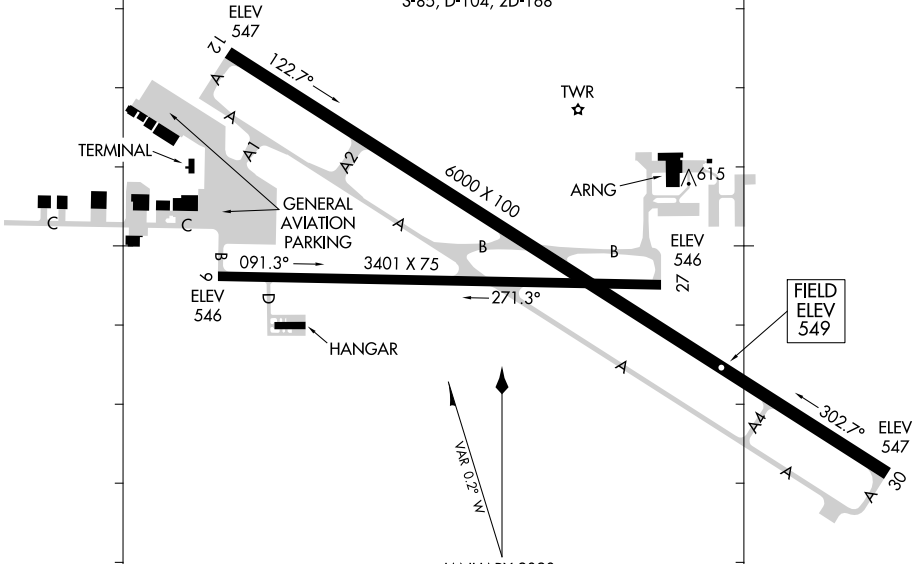 S-85, D-104, 2D-168
ELEV
547
12
122.7°
A
A
TWR
A1
A2
TERMINAL
6000 X 100
ARNG
615
GENERAL
AVIATION
PARKING
C
C
A
B
B
B
ELEV
546
091.3°
3401 X 75
9
27
ELEV
546
271.3°
D
FIELD
ELEV
549
HANGAR
A
302.7°
A4
ELEV
547
VAR 0.2° W
A
A
30